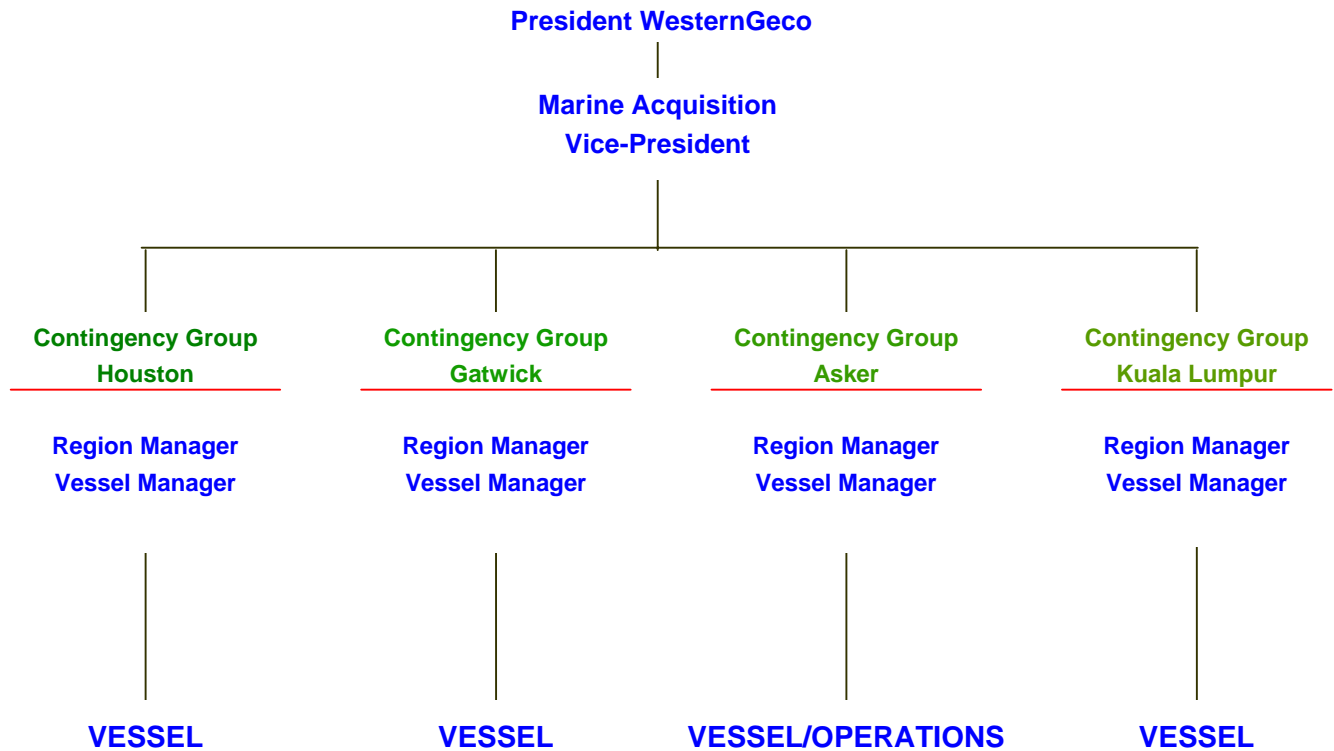 President WesternGeco
Marine Acquisition
Vice-President
Contingency Group
Houston
Contingency Group
Gatwick
Contingency Group
Asker
Contingency Group
Kuala Lumpur
Region Manager
Vessel Manager
Region Manager
Vessel Manager
Region Manager
Vessel Manager
Region Manager
Vessel Manager
VESSEL
VESSEL
VESSEL/OPERATIONS
VESSEL